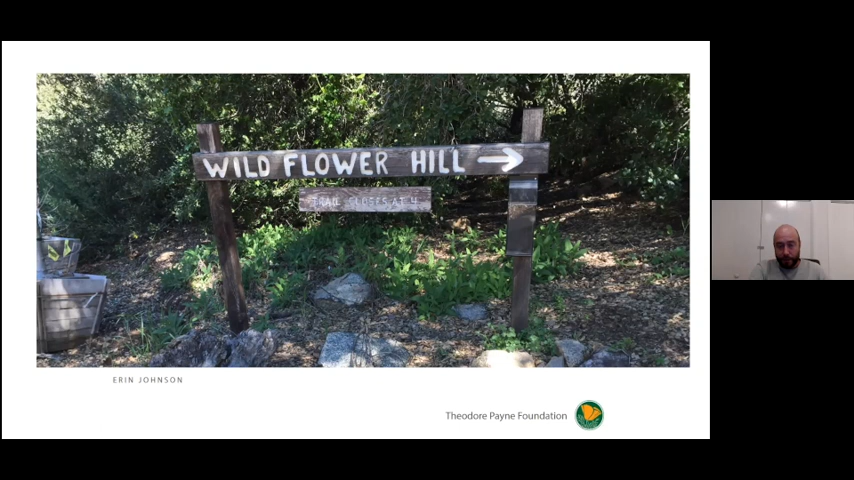 WILD FLOWER HILL
TRAIL CLOSES AT 4
ERIN JOHNSON
Theodore Payne Foundation